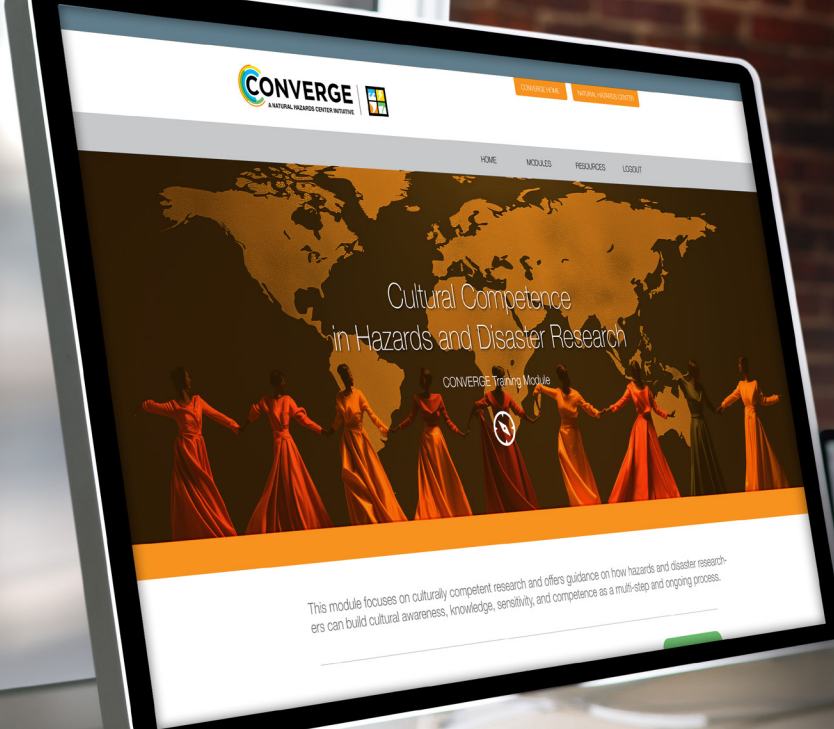 CONVERGE
A NATURAL HAZARDS CENTER INITIATIVE
CONVERGE HOME
NATURAL HAZARDS CENTER
HOME
MODULES
RESOURCES
LOGOUT
Cultural Competence
in Hazards and Disaster Research
CONVERGE Training Module
This module focuses on culturally competent research and offers guidance on how hazards and disaster research-
ers can build cultural awareness, knowledge, sensitivity, and competence as a multi-step and ongoing process.